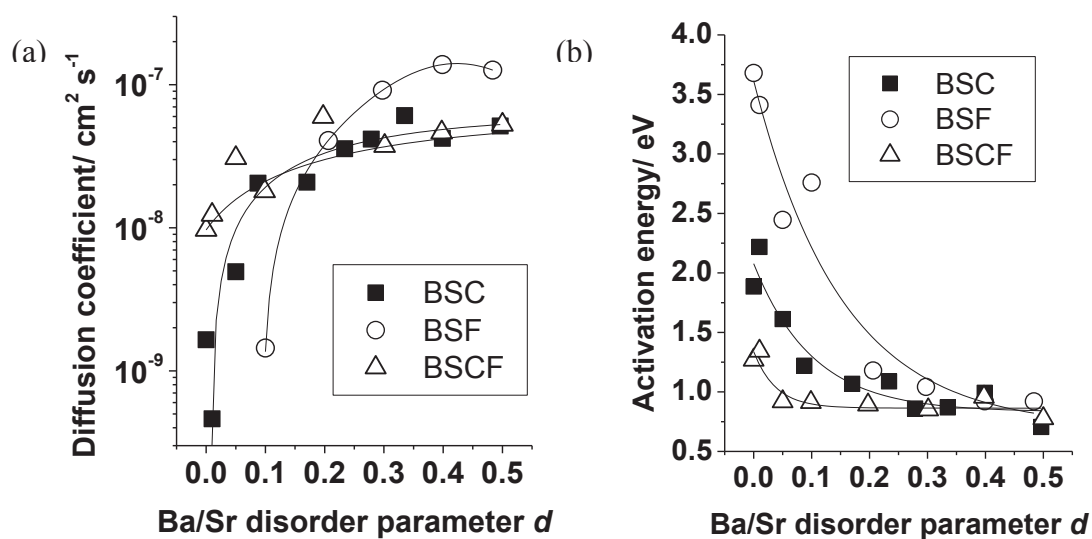 (a)
Diffusion coefficient/ cm² s⁻¹
10⁻⁷
10⁻⁸
10⁻⁹
BSC
BSF
BSCF
0.0 0.1 0.2 0.3 0.4 0.5
Ba/Sr disorder parameter d
(b)
Activation energy/ eV
4.0
3.5
3.0
2.5
2.0
1.5
1.0
0.5
BSC
BSF
BSCF
0.0 0.1 0.2 0.3 0.4 0.5
Ba/Sr disorder parameter d